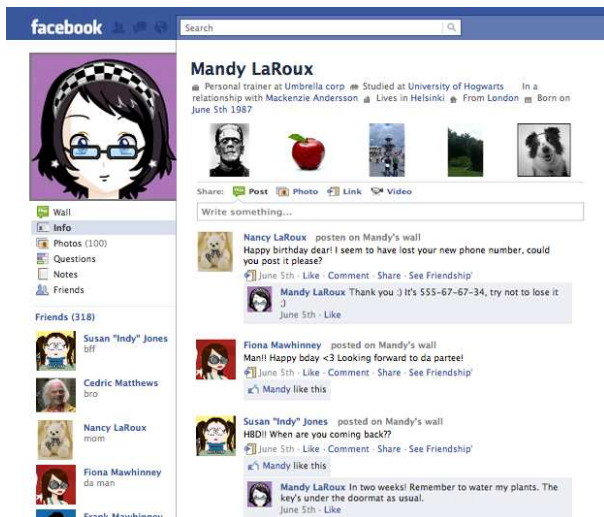 facebook
Search
Mandy LaRoux
Personal trainer at Umbrella corp Studied at University of Hogwarts In a
relationship with Mackenzie Andersson Lives in Helsinki From London Born on
June 5th 1987
Share: Post Photo Link Video
Write something...
Wall
Info
Photos (100)
Questions
Notes
Friends
Friends (318)
Susan "Indy" Jones
bff
Cedric Matthews
bro
Nancy LaRoux
mom
Fiona Mawhinney
da man
Frank Mawhinney
Nancy LaRoux posten on Mandy's wall
Happy birthday dear! I seem to have lost your new phone number, could
you post it please?
June 5th · Like · Comment · Share · See Friendship'
Mandy LaRoux Thank you :) It's 555-67-67-34, try not to lose it
;)
June 5th · Like
Fiona Mawhinney posted on Mandy's wall
Man!! Happy bday <3 Looking forward to da partee!
June 5th · Like · Comment · Share · See Friendship'
Mandy like this
Susan "Indy" Jones posted on Mandy's wall
HBD!! When are you coming back??
June 5th · Like · Comment · Share · See Friendship'
Mandy like this
Mandy LaRoux In two weeks! Remember to water my plants. The
key's under the doormat as usual.
June 5th · Like